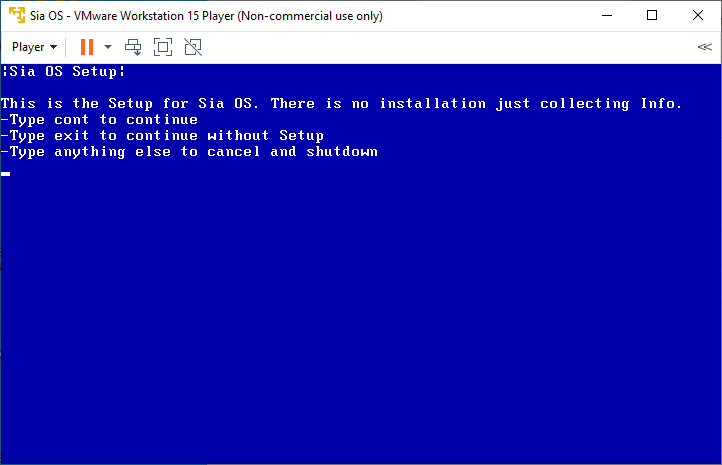 Sia OS - VMware Workstation 15 Player (Non-commercial use only)
Player
¦Sia OS Setup¦
This is the Setup for Sia OS. There is no installation just collecting Info.
-Type cont to continue
-Type exit to continue without Setup
-Type anything else to cancel and shutdown